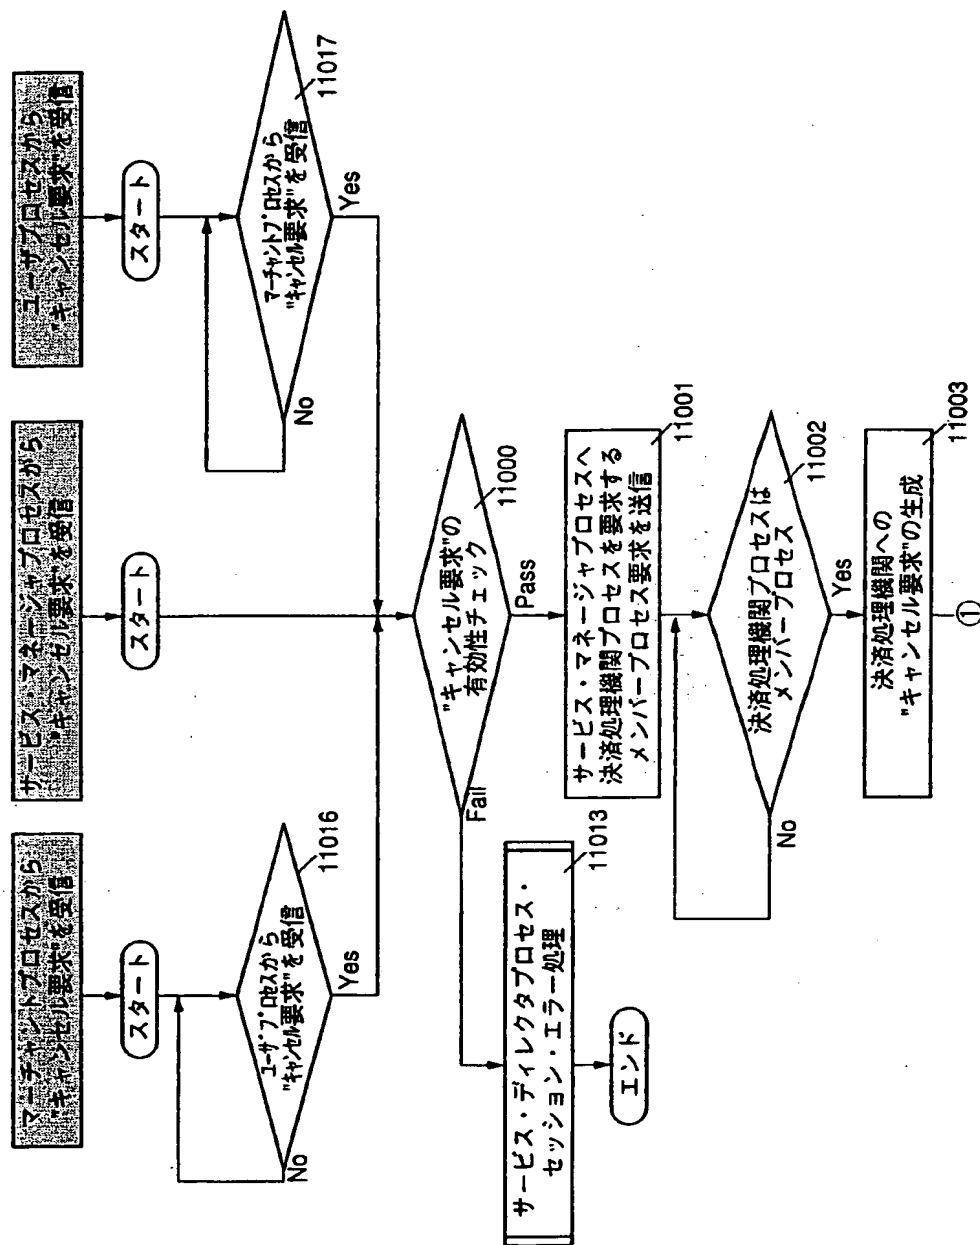 マーチャントプロセスから
"キャンセル要求"を受信
サービス・マネージャプロセスから
"キャンセル要求"を受信
ユーザプロセスから
"キャンセル要求"を受信
スタート
スタート
スタート
ユーザプロセスから
"キャンセル要求"を受信
11016
No
Yes
マーチャントプロセスから
"キャンセル要求"を受信
11017
No
Yes
"キャンセル要求"の
有効性チェック
11000
Fail
Pass
サービス・ディレクタプロセス・
セッション・エラー処理
11013
エンド
サービス・マネージャプロセスへ
決済処理機関プロセスを要求する
メンバープロセス要求を送信
11001
決済処理機関プロセスは
メンバープロセス
11002
No
Yes
決済処理機関への
"キャンセル要求"の生成
11003
①